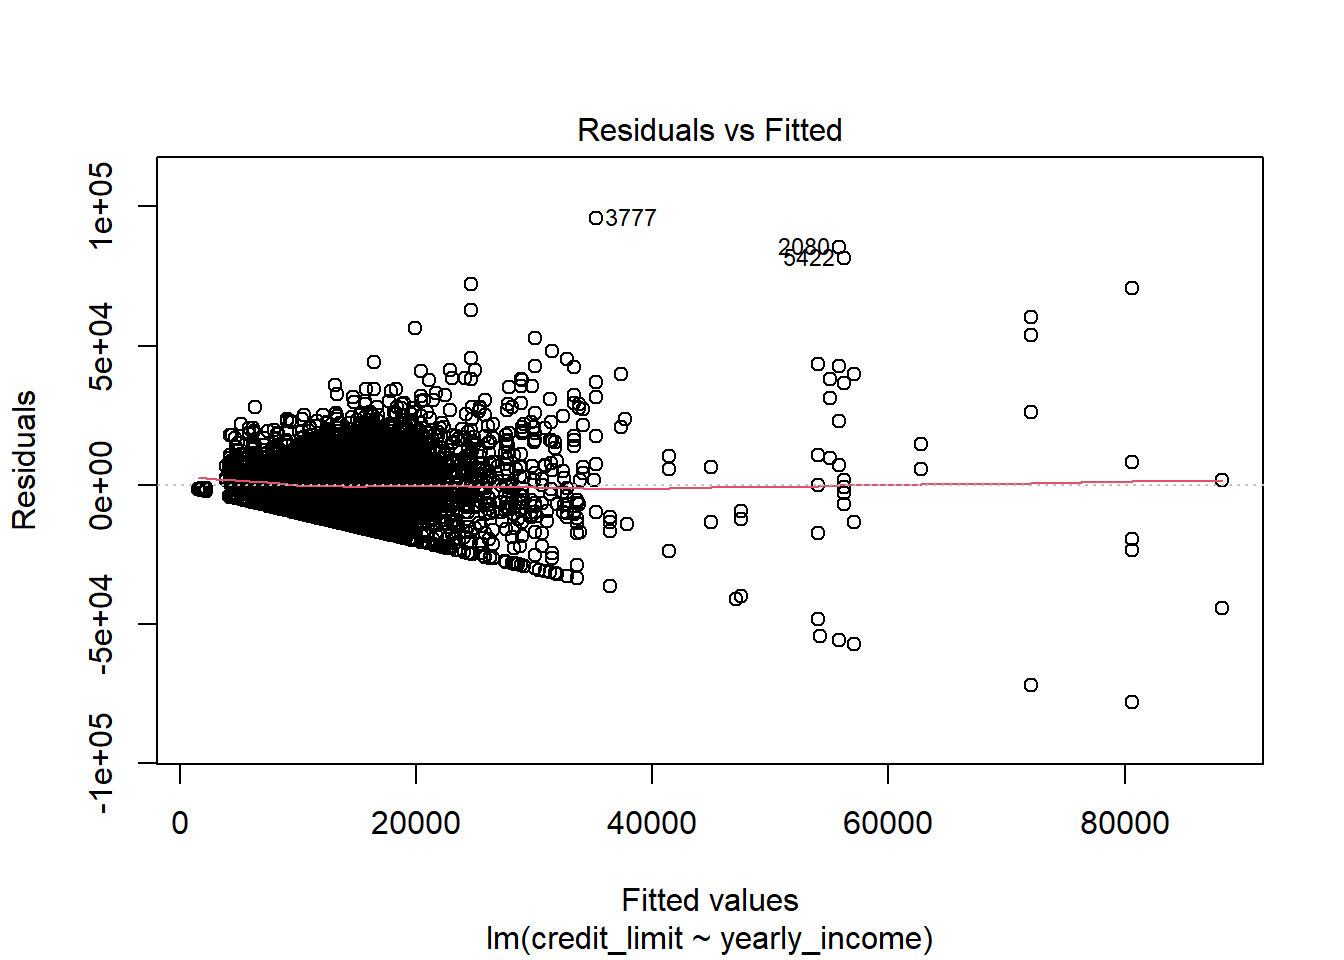 Residuals vs Fitted
Residuals
1e+05
5e+04
0e+00
-5e+04
-1e+05
3777
2080
5422
0
20000
40000
60000
80000
Fitted values
lm(credit_limit ~ yearly_income)